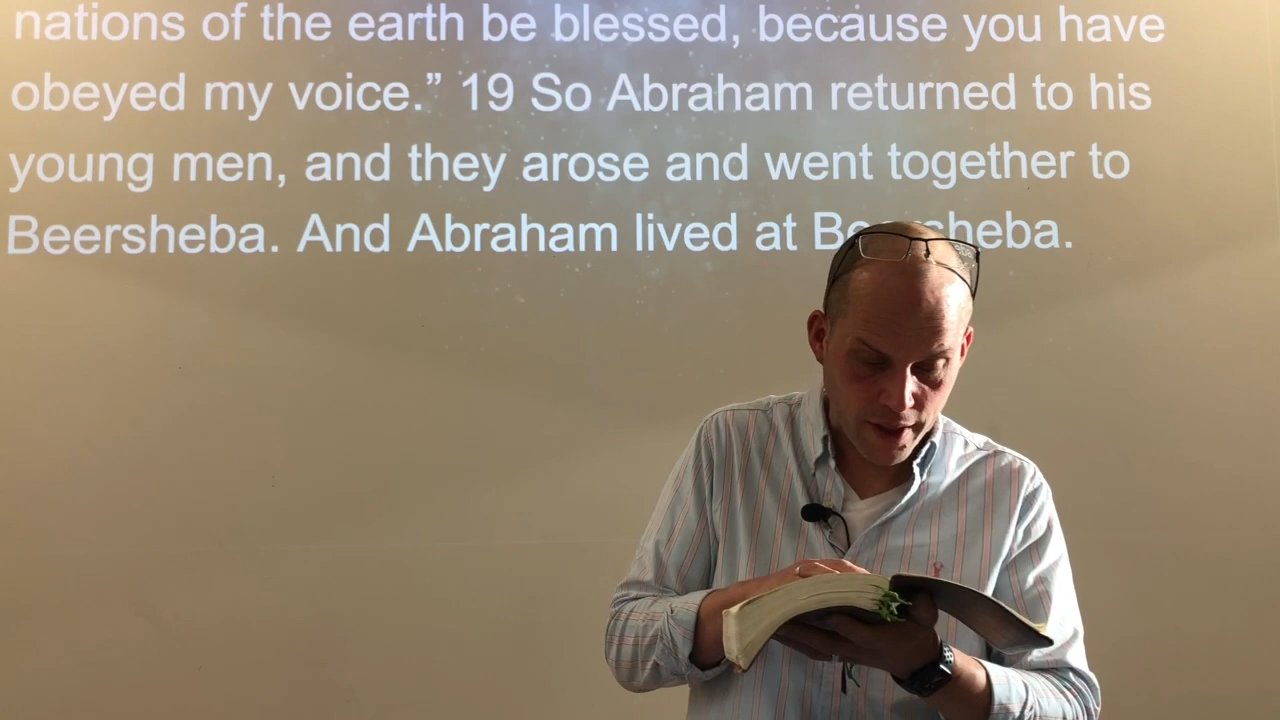 nations of the earth be blessed, because you have
obeyed my voice.” 19 So Abraham returned to his
young men, and they arose and went together to
Beersheba. And Abraham lived at Beersheba.